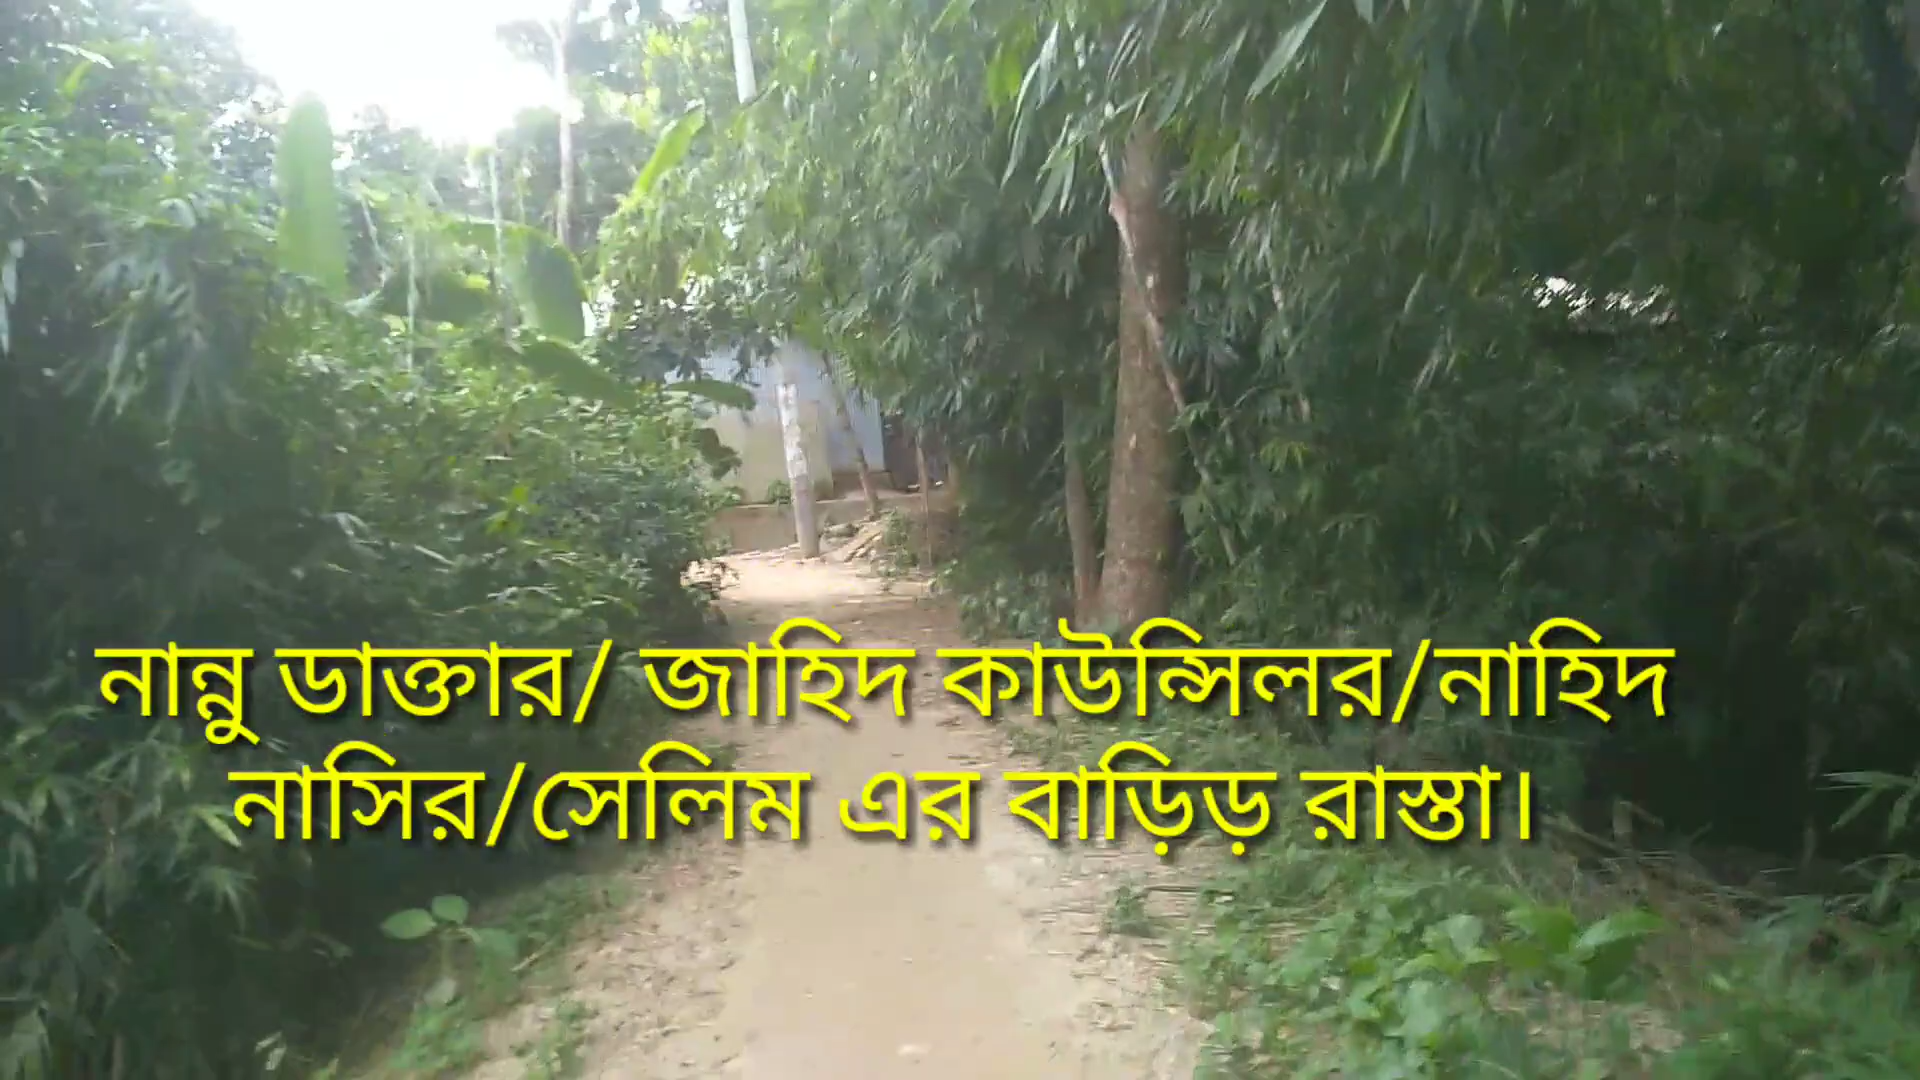 নান্নু ডাক্তার/ জাহিদ কাউন্সিলর/নাহিদ
নাসির/সেলিম এর বাড়িড় রাস্তা।